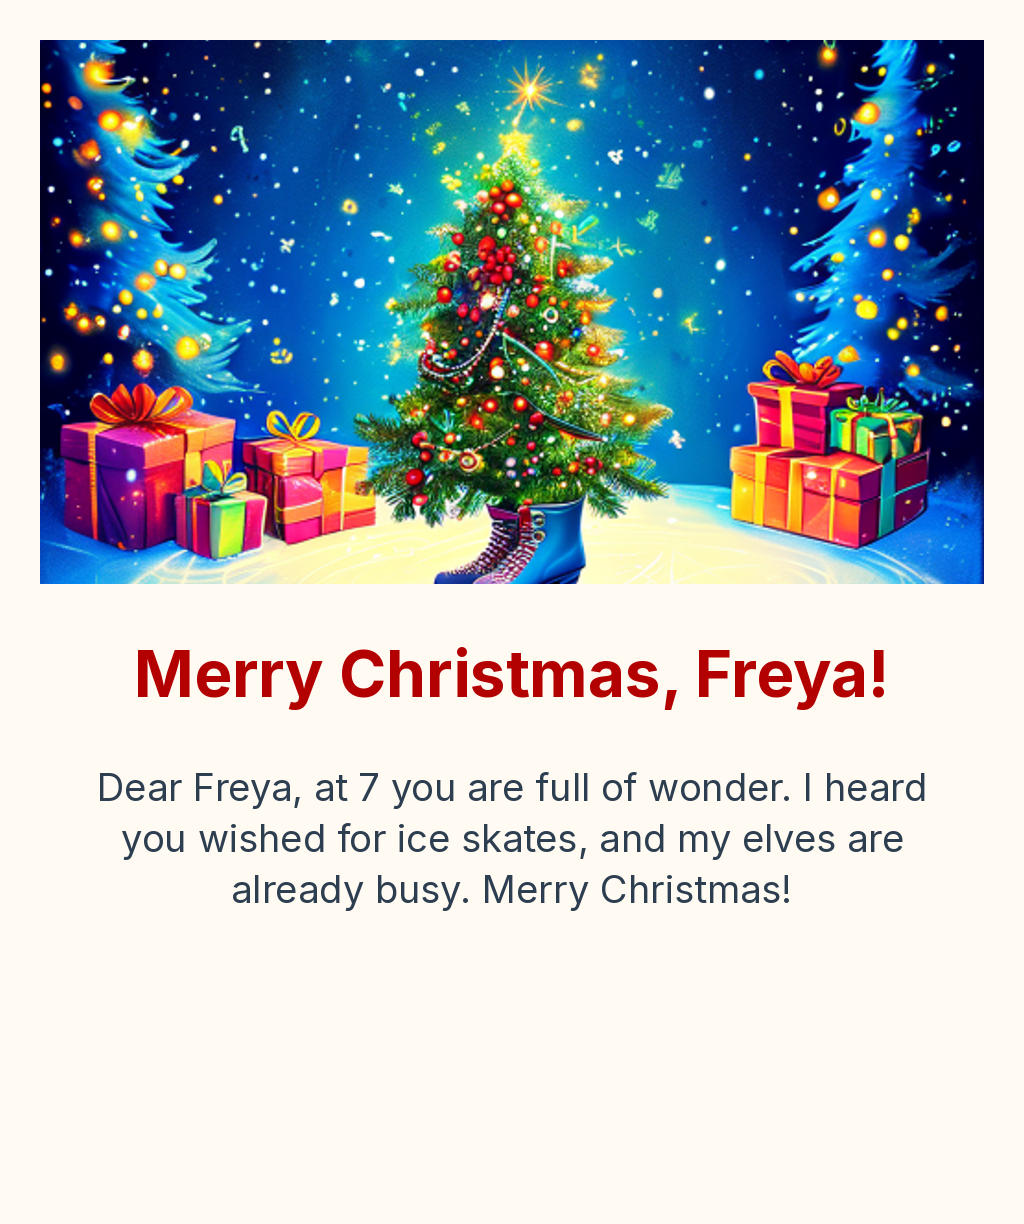 Merry Christmas, Freya!
Dear Freya, at 7 you are full of wonder. I heard
you wished for ice skates, and my elves are
already busy. Merry Christmas!